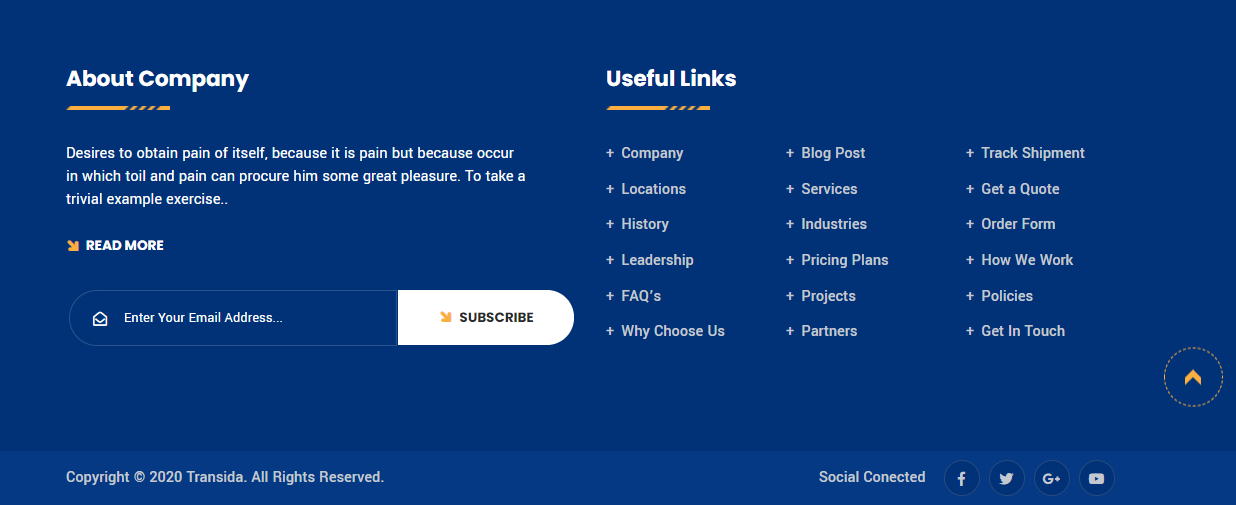 About Company
Desires to obtain pain of itself, because it is pain but because occur
in which toil and pain can procure him some great pleasure. To take a
trivial example exercise..
READ MORE
Enter Your Email Address...
SUBSCRIBE
Useful Links
+ Company
+ Locations
+ History
+ Leadership
+ FAQ's
+ Why Choose Us
+ Blog Post
+ Services
+ Industries
+ Pricing Plans
+ Projects
+ Partners
+ Track Shipment
+ Get a Quote
+ Order Form
+ How We Work
+ Policies
+ Get In Touch
Copyright © 2020 Transida. All Rights Reserved.
Social Conected